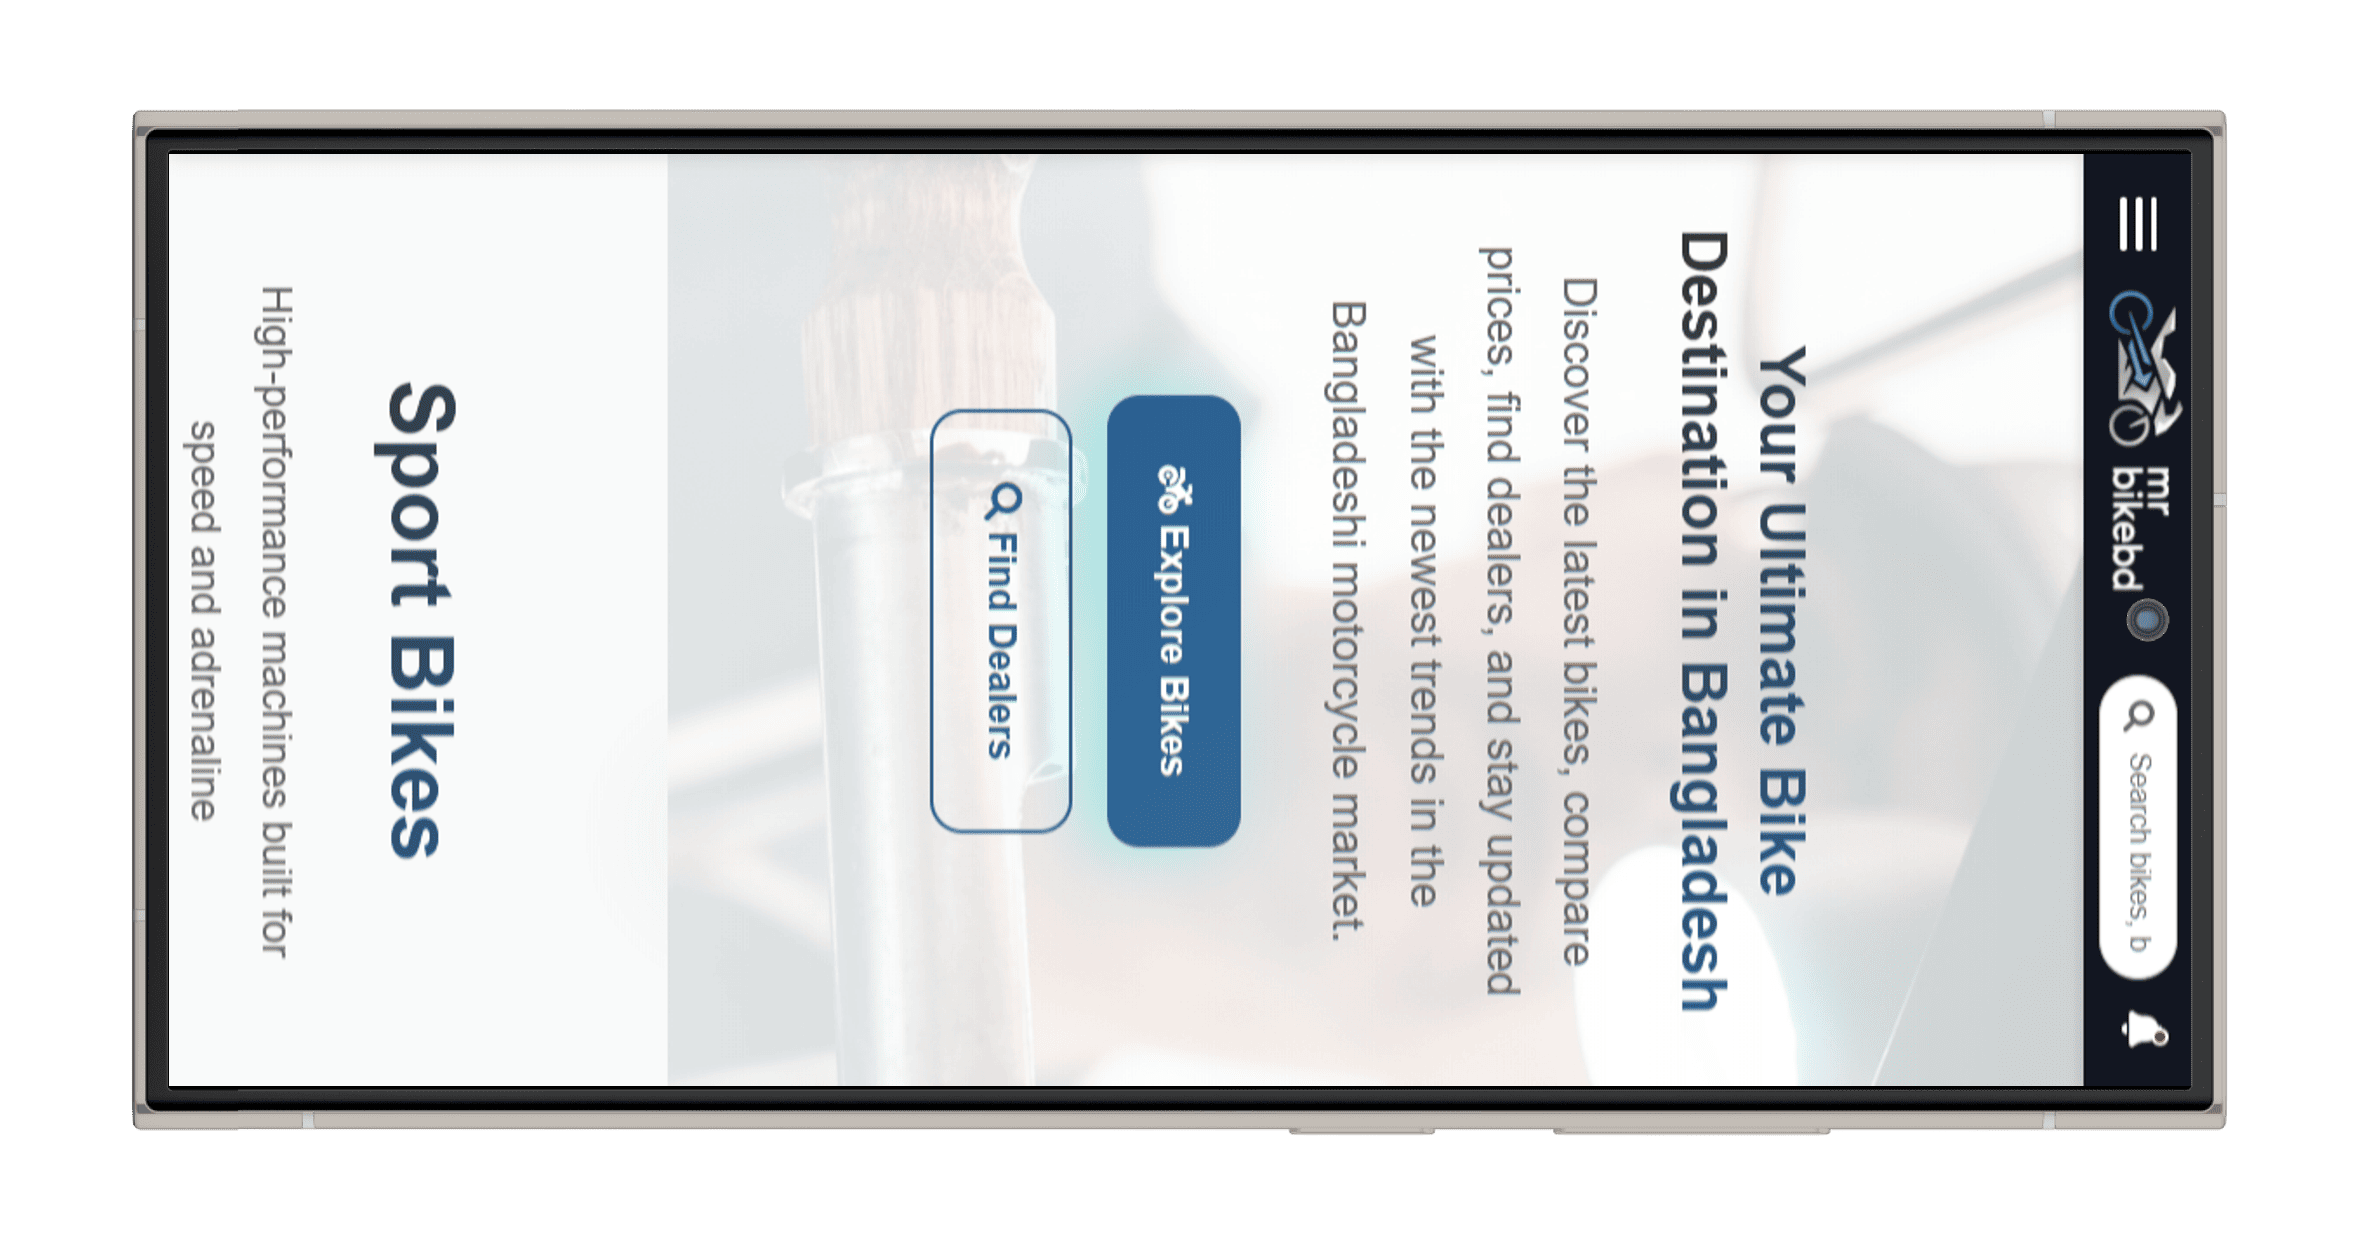 mr
bikebd
Search bikes, b
Your Ultimate Bike
Destination in Bangladesh
Discover the latest bikes, compare
prices, find dealers, and stay updated
with the newest trends in the
Bangladeshi motorcycle market.
Explore Bikes
Find Dealers
Sport Bikes
High-performance machines built for
speed and adrenaline